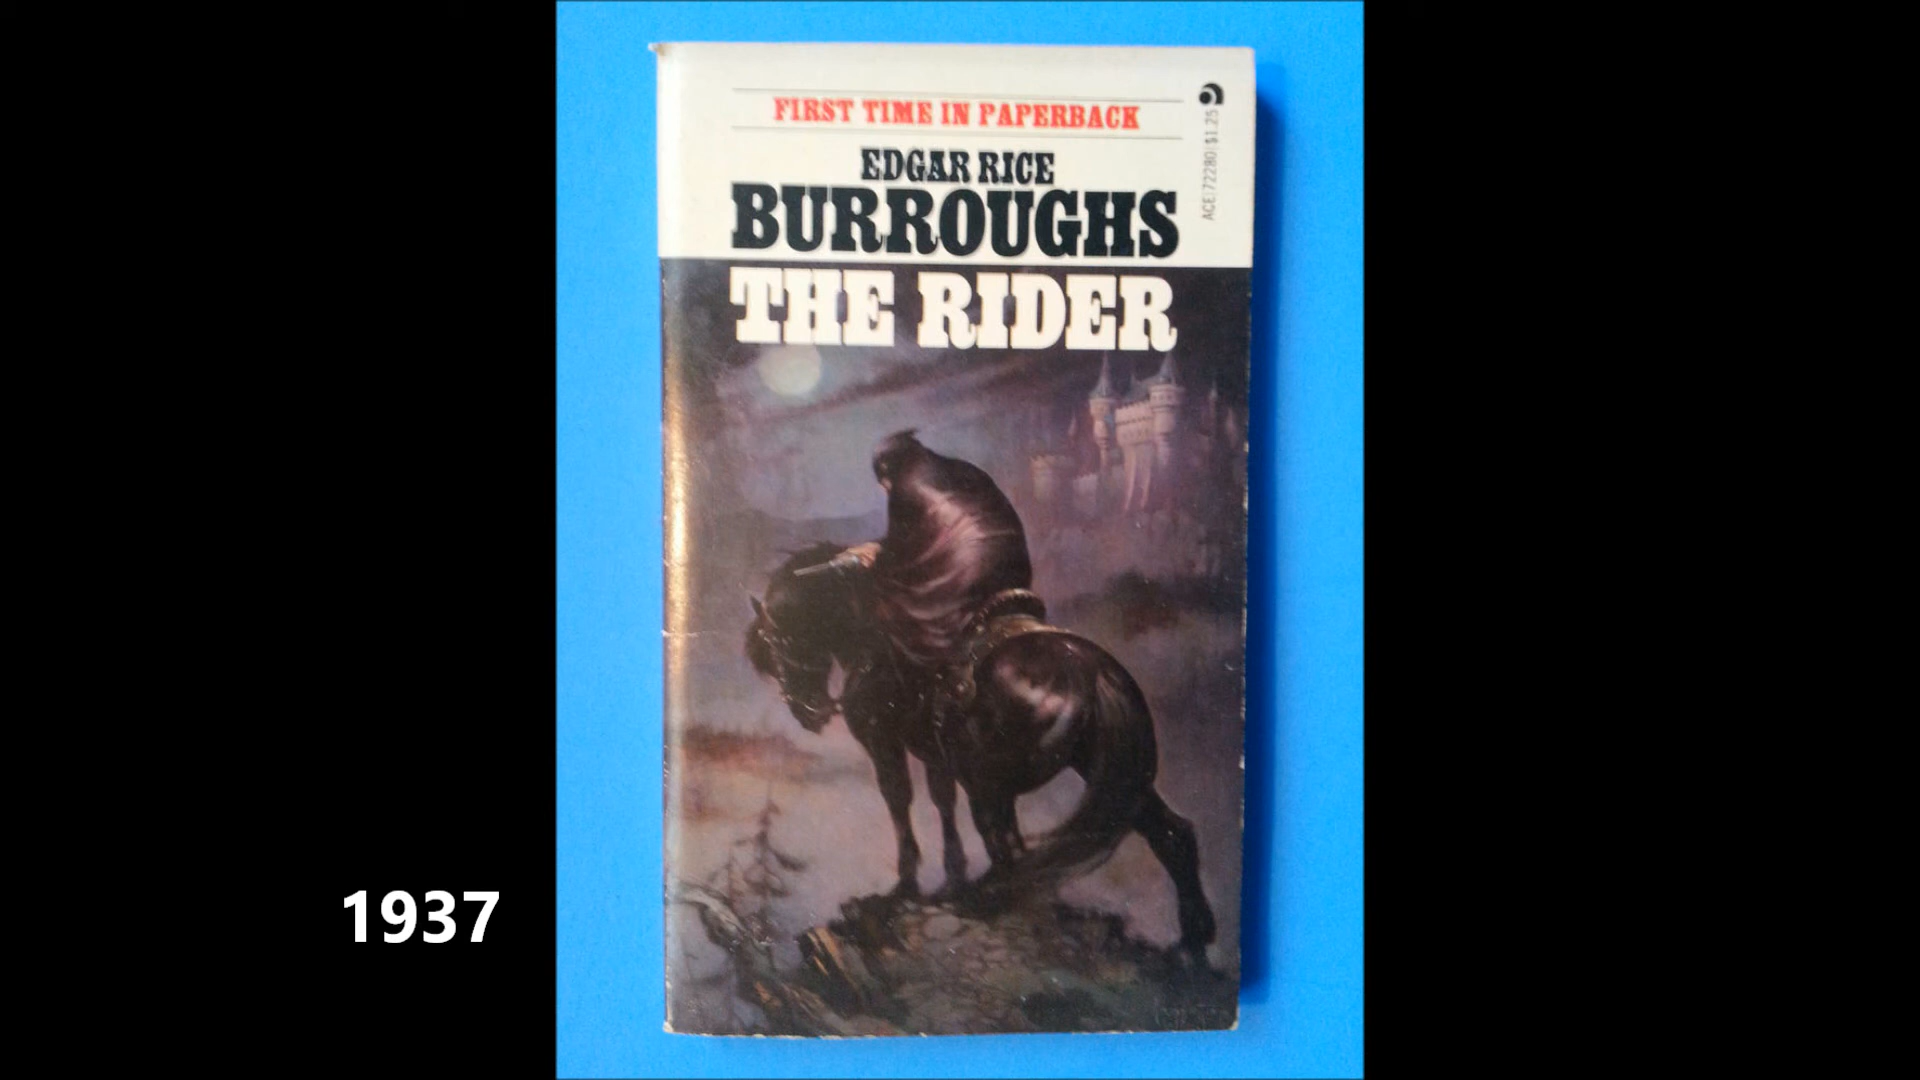 FIRST TIME IN PAPERBACK
EDGAR RICE
BURROUGHS
THE RIDER
ACE 72280 $1.25
1937